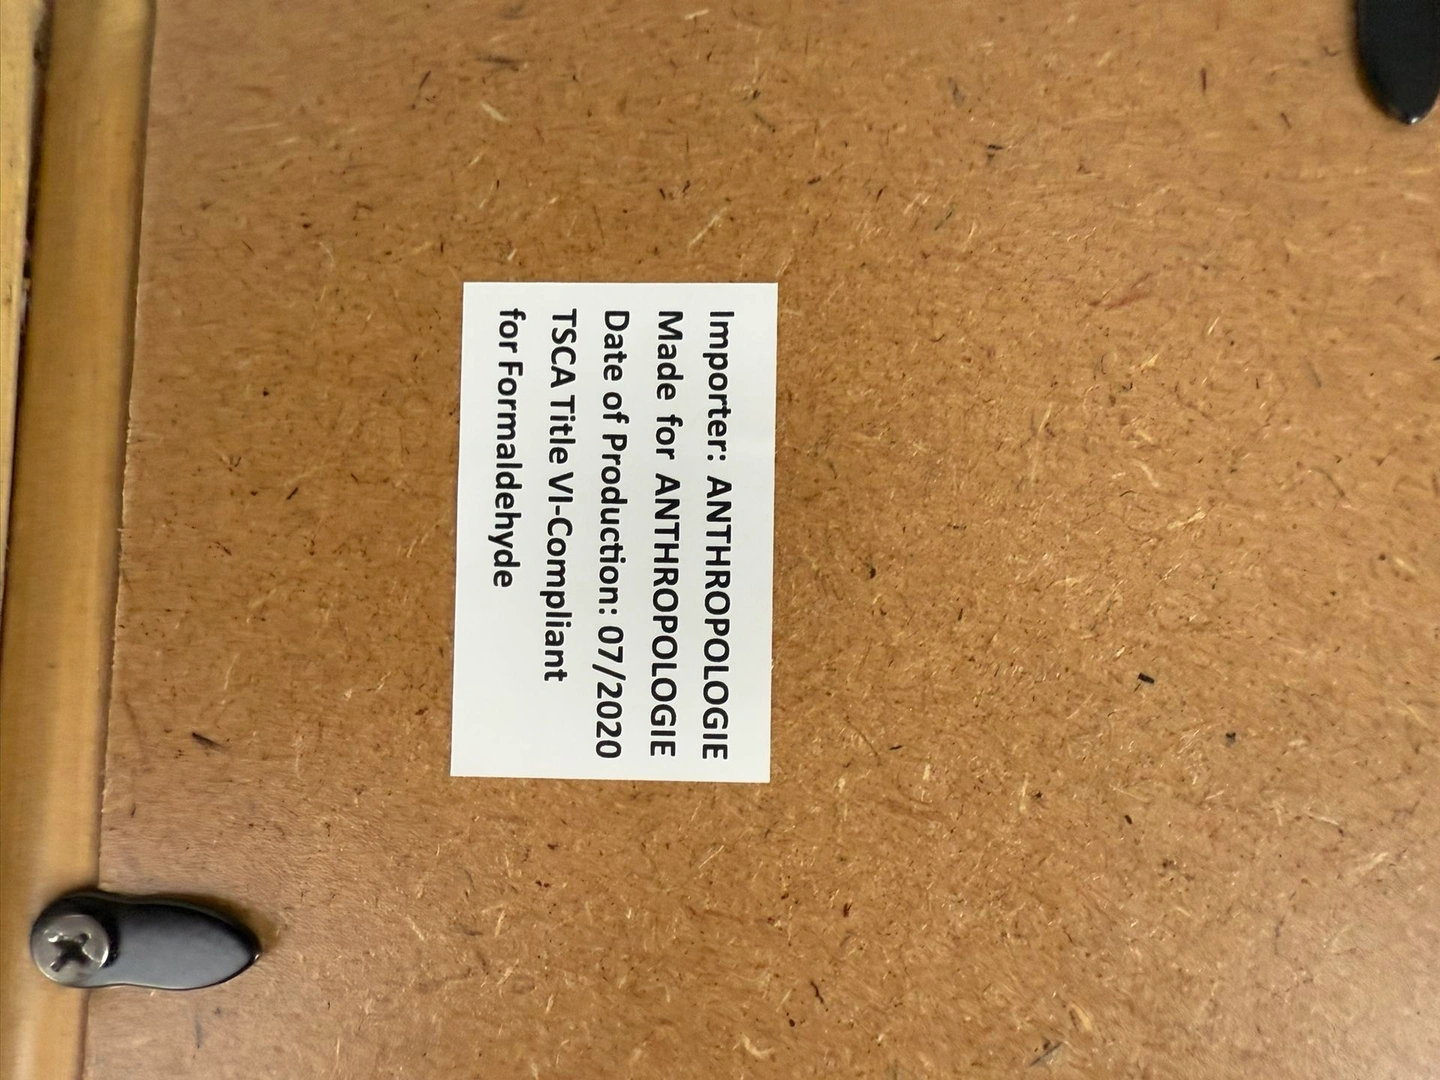 Importer: ANTHROPOLOGIE
Made for ANTHROPOLOGIE
Date of Production: 07/2020
TSCA Title VI-Compliant
for Formaldehyde